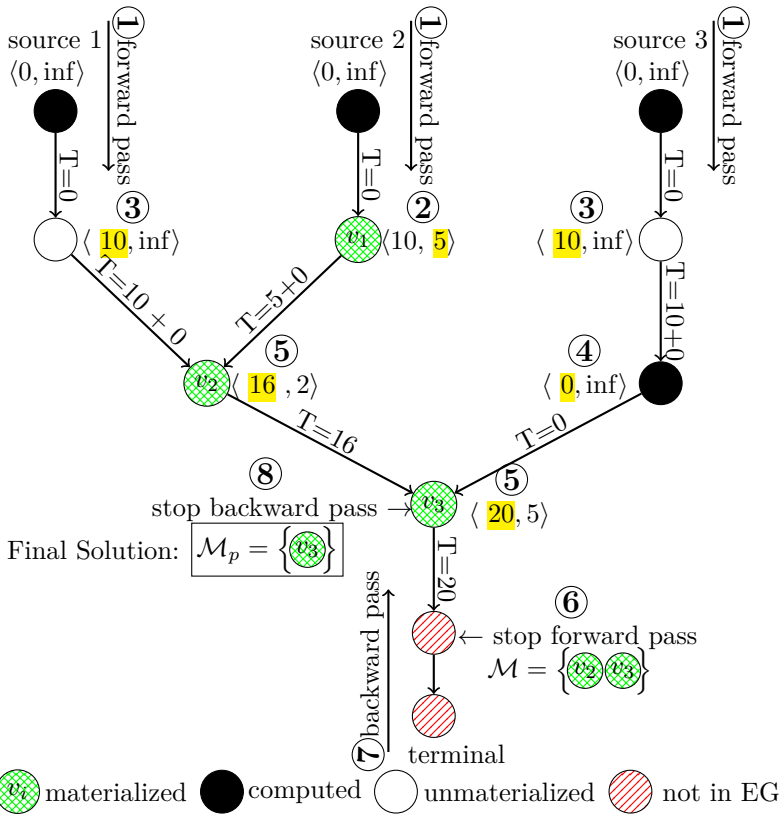 source 1
⟨0, inf⟩
① forward pass
source 2
⟨0, inf⟩
① forward pass
source 3
⟨0, inf⟩
① forward pass
T=0
T=0
T=0
③
⟨ 10, inf⟩
②
v₁ ⟨10, 5⟩
③
⟨ 10, inf⟩
T=10 + 0
T=5+0
T=10+0
⑤
v₂ ⟨ 16 , 2⟩
④
⟨ 0, inf⟩
T=16
T=0
⑧
stop backward pass →
v₃
⑤
⟨ 20, 5⟩
Final Solution: ℳₚ = {v₃}
T=20
⑥
← stop forward pass
ℳ = {v₂ v₃}
⑦ backward pass
terminal
vᵢ materialized
computed
unmaterialized
not in EG